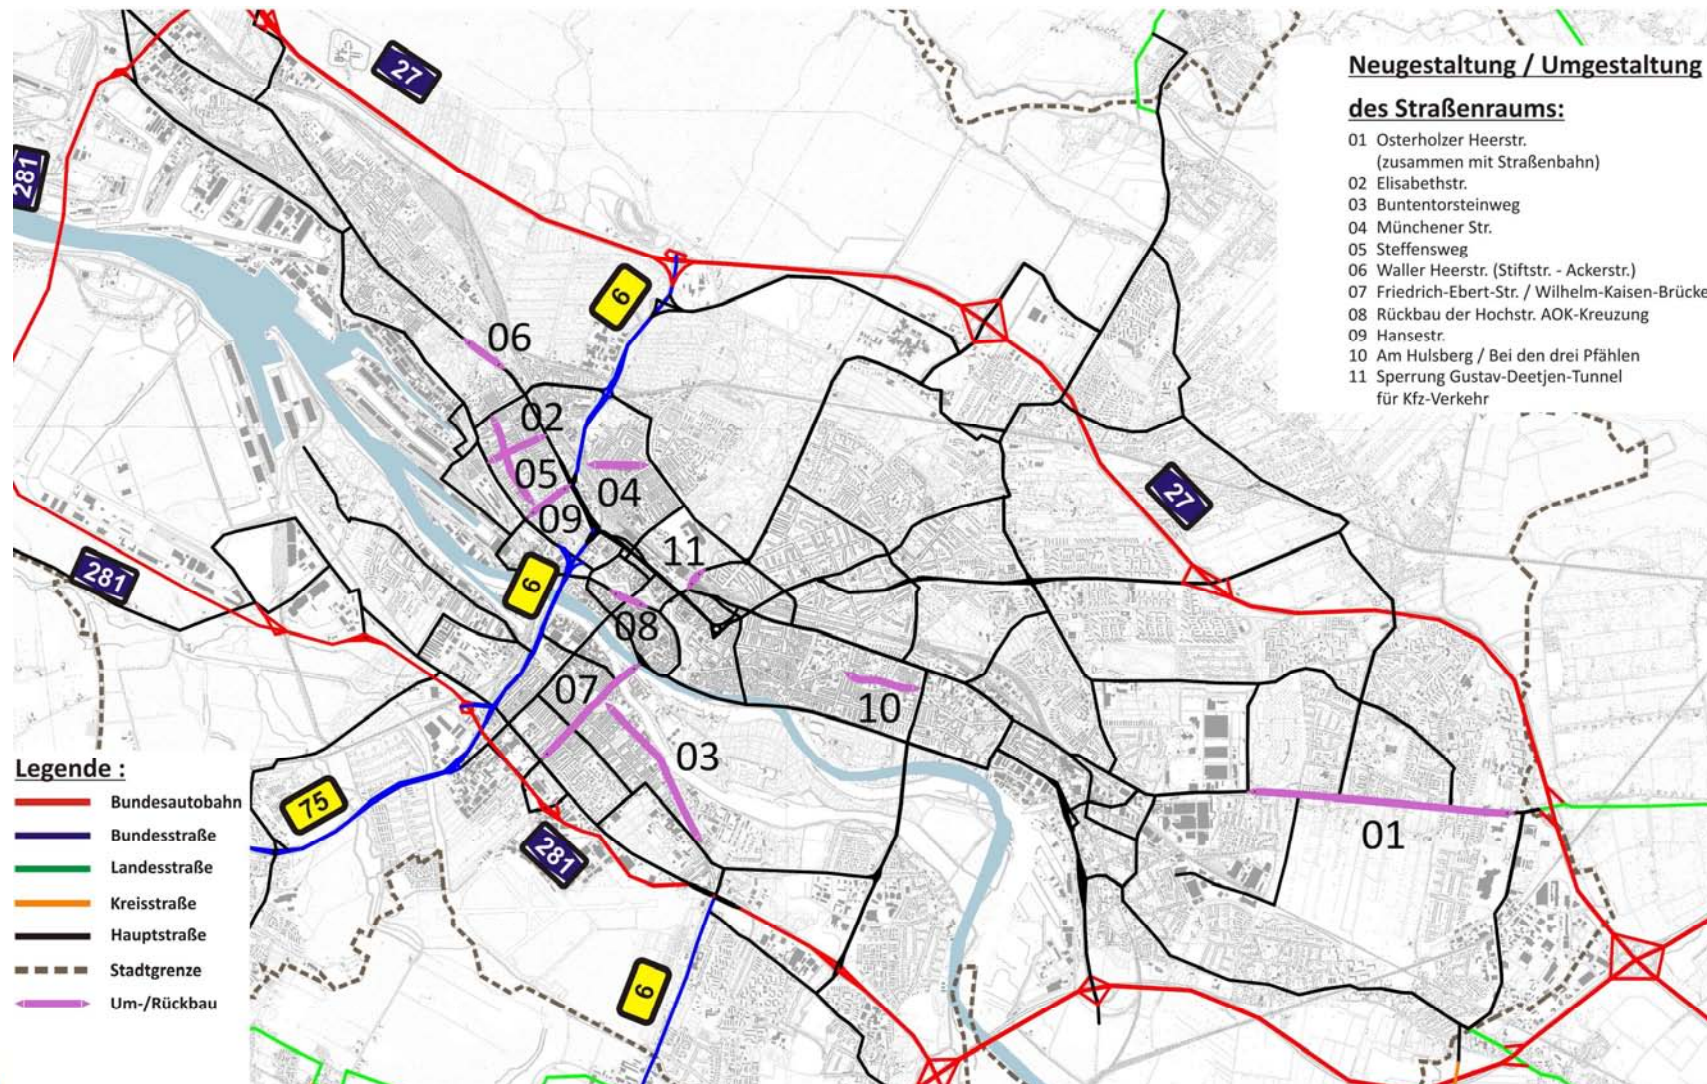 Neugestaltung / Umgestaltung
des Straßenraums:
01 Osterholzer Heerstr.
(zusammen mit Straßenbahn)
02 Elisabethstr.
03 Buntentorsteinweg
04 Münchener Str.
05 Steffensweg
06 Waller Heerstr. (Stiftstr. - Ackerstr.)
07 Friedrich-Ebert-Str. / Wilhelm-Kaisen-Brücke
08 Rückbau der Hochstr. AOK-Kreuzung
09 Hansestr.
10 Am Hulsberg / Bei den drei Pfählen
11 Sperrung Gustav-Deetjen-Tunnel
für Kfz-Verkehr
27
281
6
06
02
05
04
09
27
11
281
6
08
07
10
03
01
75
281
6
Legende :
Bundesautobahn
Bundesstraße
Landesstraße
Kreisstraße
Hauptstraße
Stadtgrenze
Um-/Rückbau